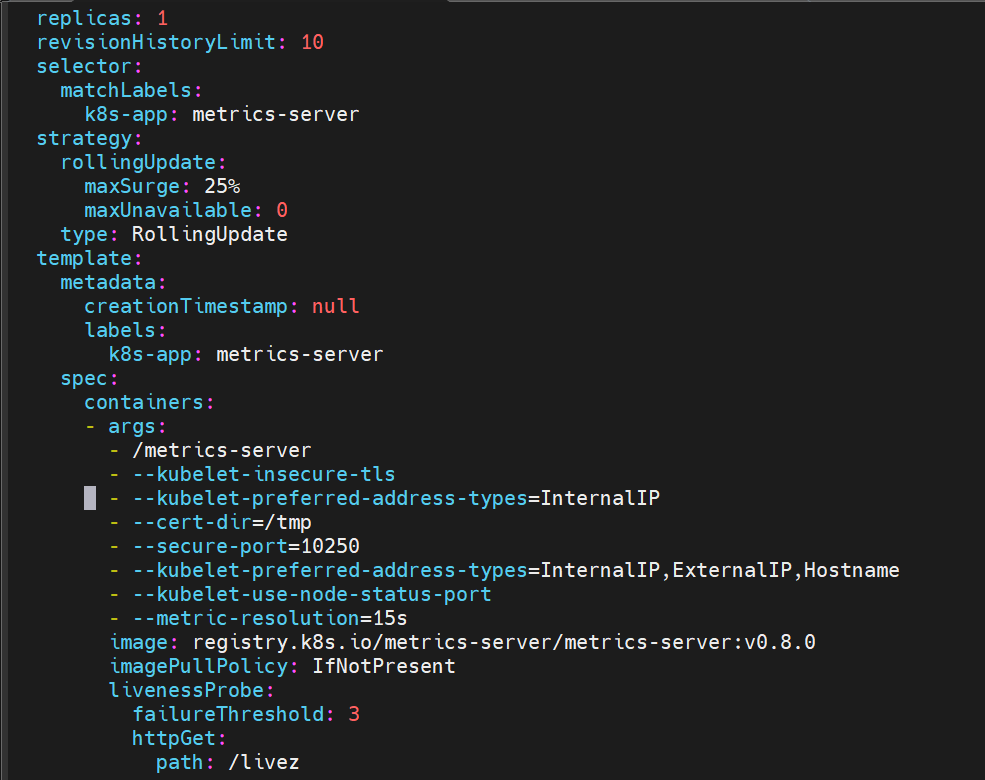 replicas: 1
revisionHistoryLimit: 10
selector:
  matchLabels:
    k8s-app: metrics-server
strategy:
  rollingUpdate:
    maxSurge: 25%
    maxUnavailable: 0
  type: RollingUpdate
template:
  metadata:
    creationTimestamp: null
    labels:
      k8s-app: metrics-server
  spec:
    containers:
    - args:
      - /metrics-server
      - --kubelet-insecure-tls
      - --kubelet-preferred-address-types=InternalIP
      - --cert-dir=/tmp
      - --secure-port=10250
      - --kubelet-preferred-address-types=InternalIP,ExternalIP,Hostname
      - --kubelet-use-node-status-port
      - --metric-resolution=15s
      image: registry.k8s.io/metrics-server/metrics-server:v0.8.0
      imagePullPolicy: IfNotPresent
      livenessProbe:
        failureThreshold: 3
        httpGet:
          path: /livez